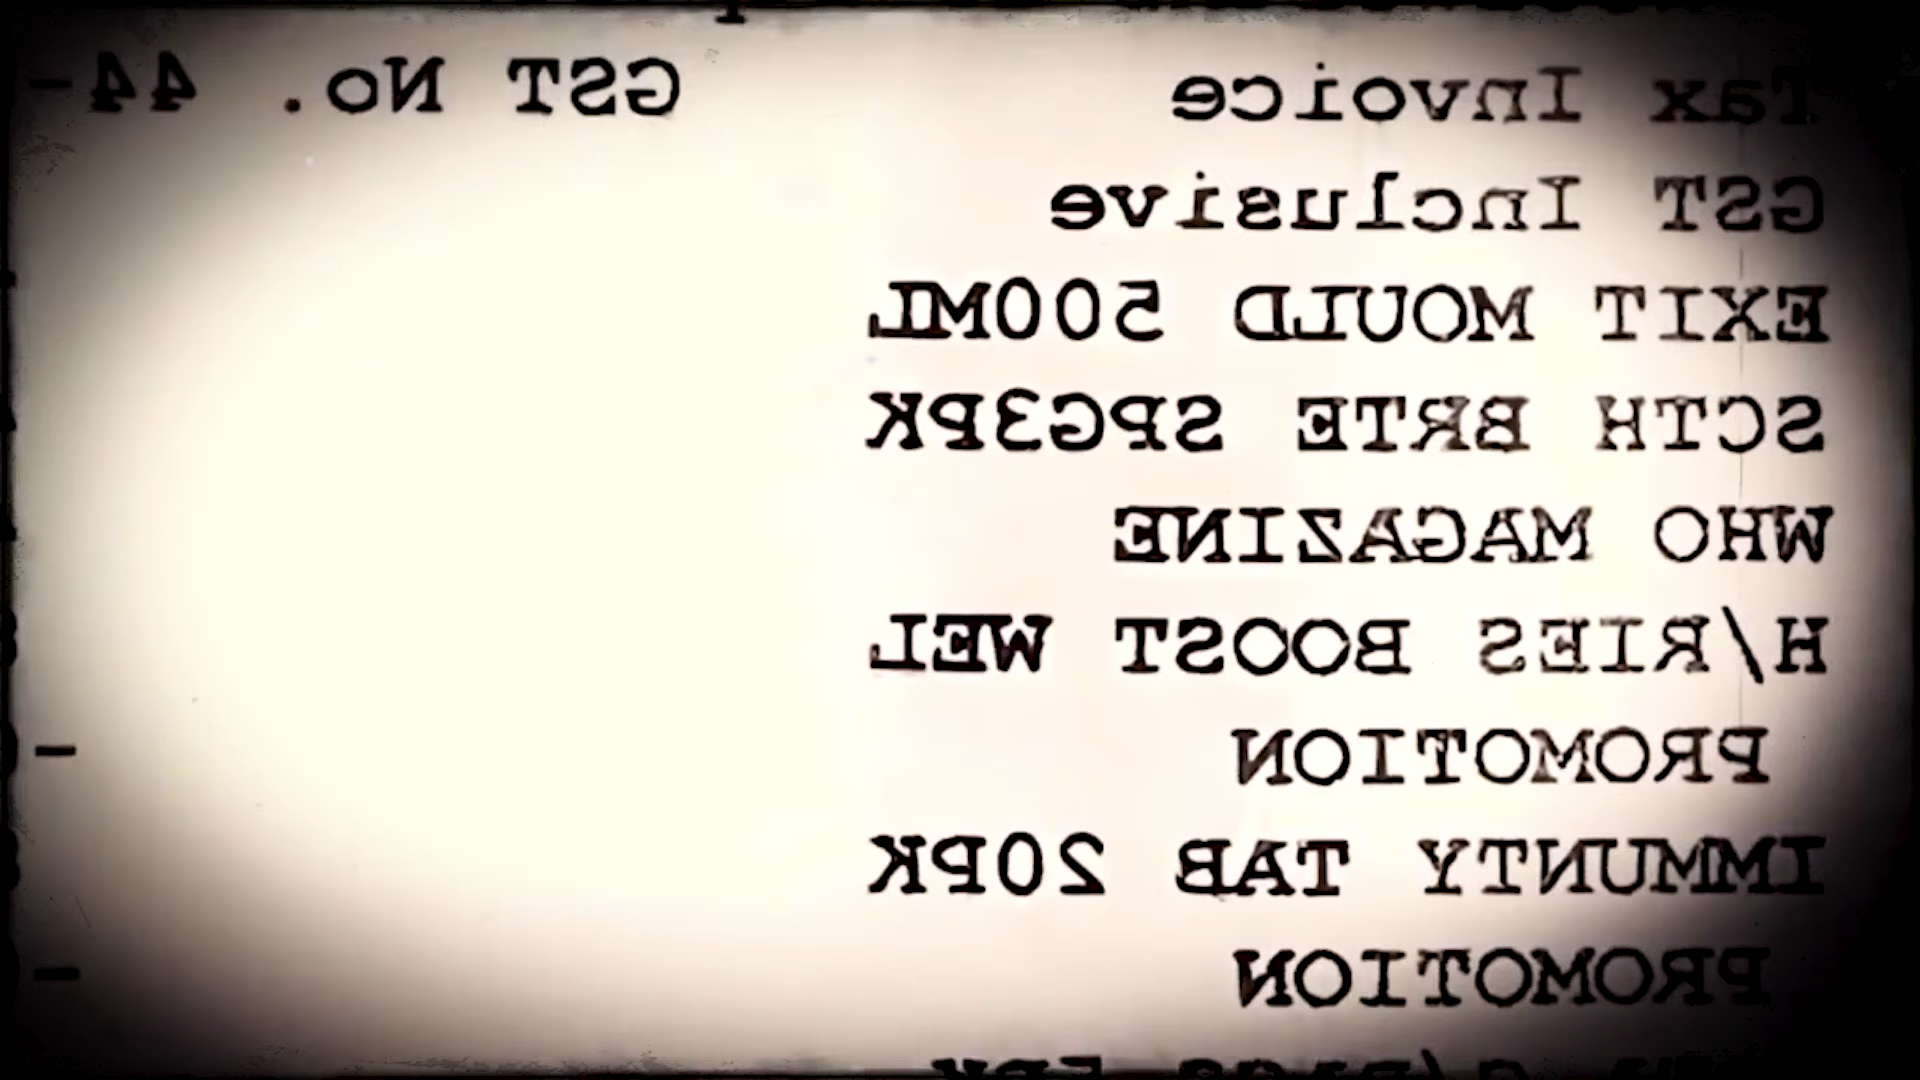 Tax Invoice GST No. 44-
GST Inclusive
EXIT MOULD 500ML
SCTH BRTE SPG3PK
WHO MAGAZINE
H/RIES BOOST WEL
PROMOTION -
IMMUNTY TAB 20PK
PROMOTION -